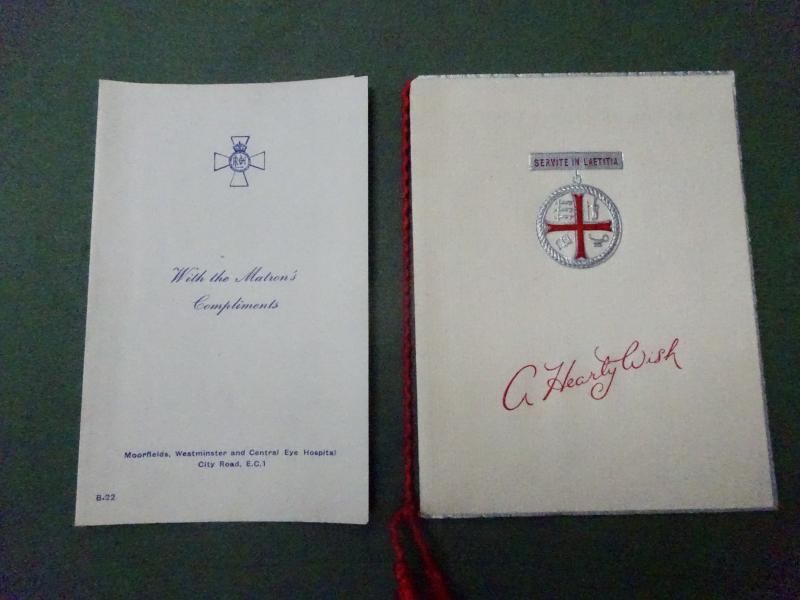 With the Matron's
Compliments
Moorfields, Westminster and Central Eye Hospital
City Road, E.C.1
B.22
SERVITE IN LAETITIA
A Hearty Wish